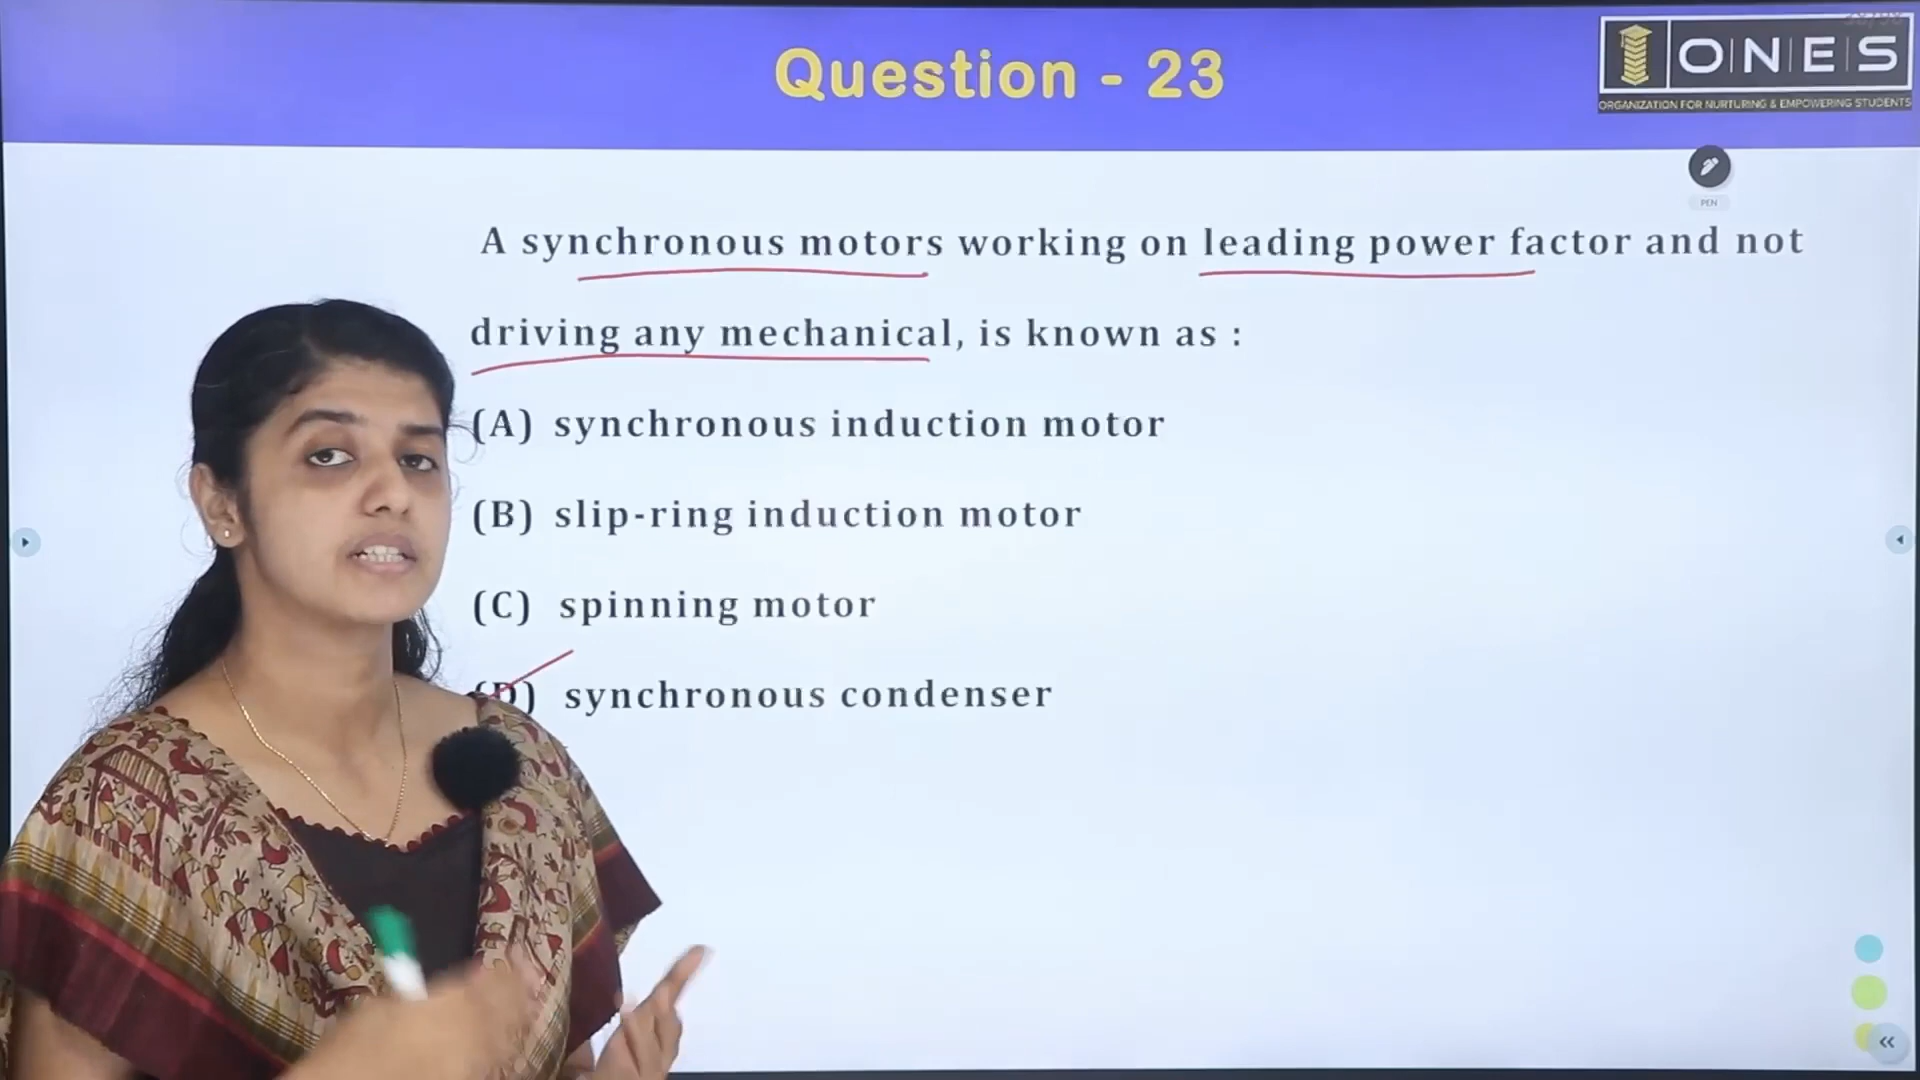 Question - 23
O|N|E|S
ORGANIZATION FOR NURTURING & EMPOWERING STUDENTS
PEN
A synchronous motors working on leading power factor and not
driving any mechanical, is known as :
(A) synchronous induction motor
(B) slip-ring induction motor
(C) spinning motor
(D) synchronous condenser